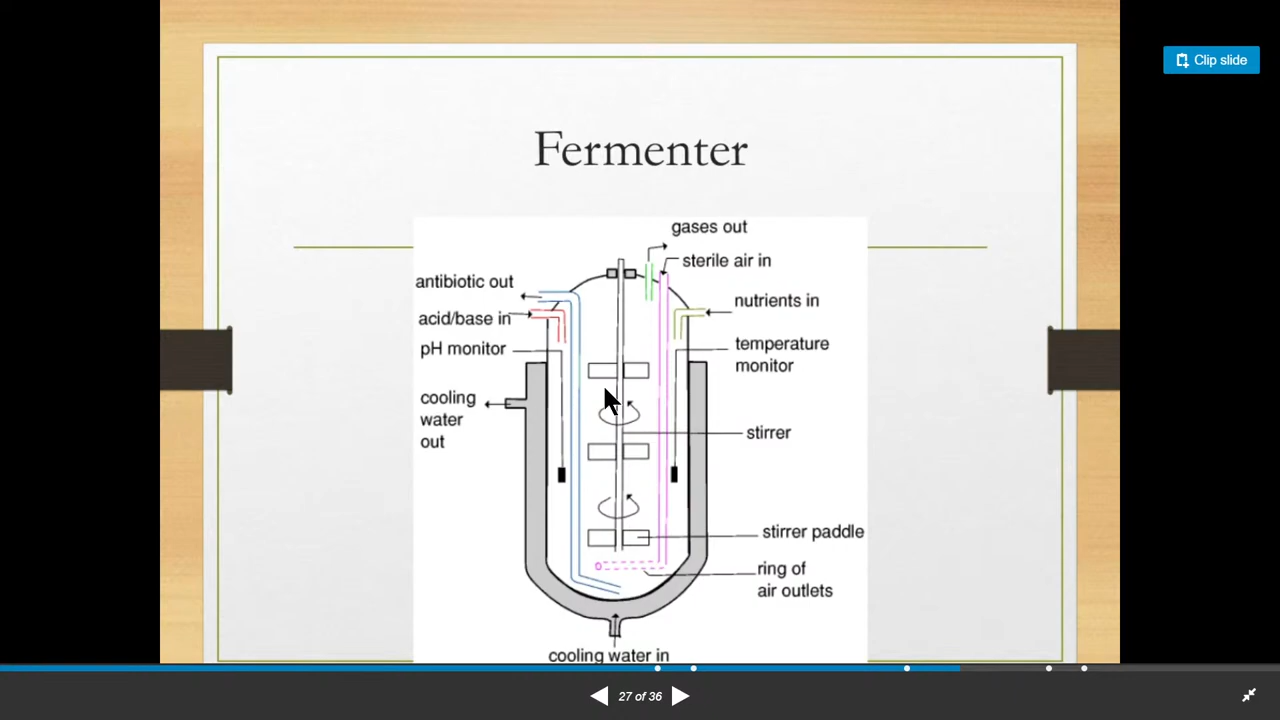 Clip slide
Fermenter
gases out
sterile air in
antibiotic out
nutrients in
acid/base in
temperature
monitor
pH monitor
cooling
water
out
stirrer
stirrer paddle
ring of
air outlets
cooling water in
27 of 36